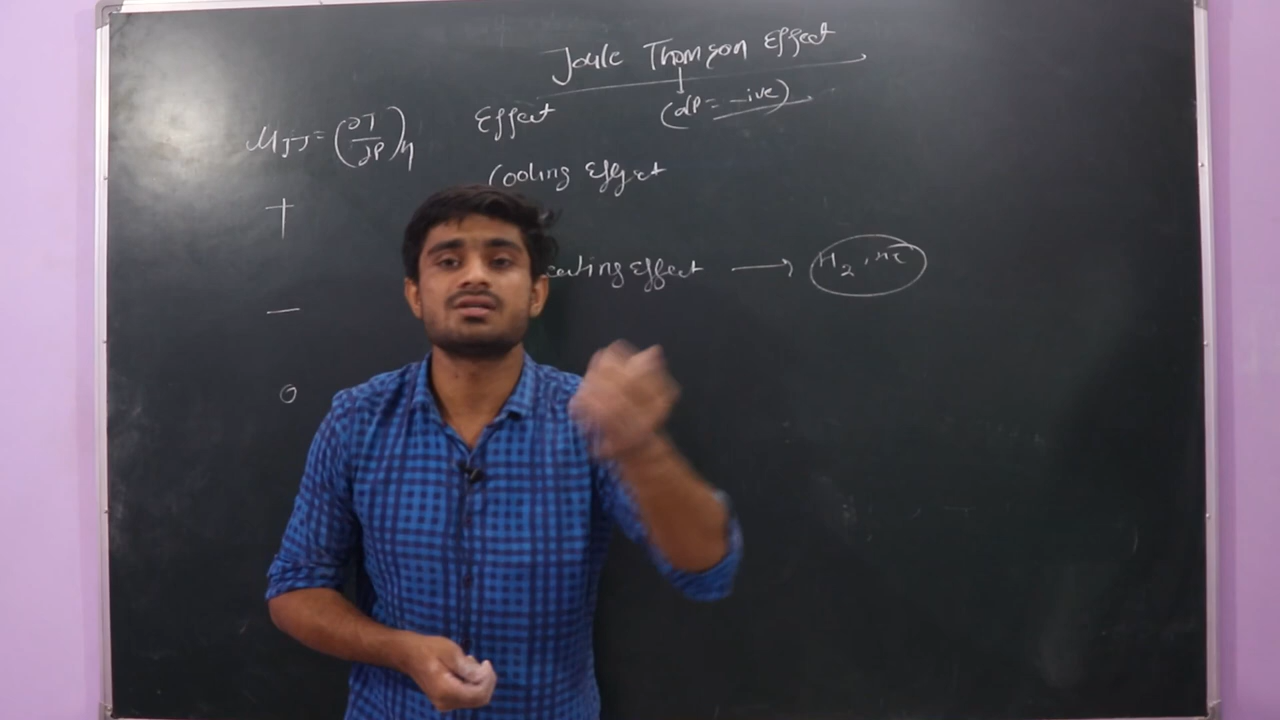 Joule Thomson Effect
μJT = (∂T/∂P)H Effect (dP = -ive)
+ Cooling Effect
- eating Effect → H2, He
0